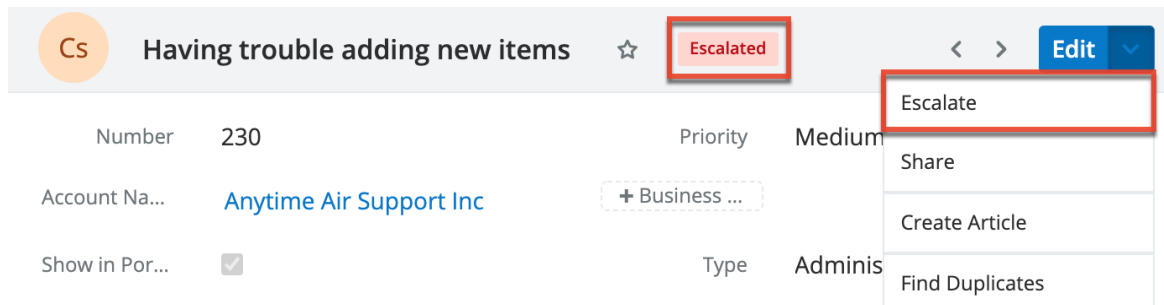 Cs Having trouble adding new items Escalated Edit
Escalate
Number 230 Priority Medium
Share
Account Na... Anytime Air Support Inc + Business ...
Create Article
Show in Por... Type Adminis
Find Duplicates